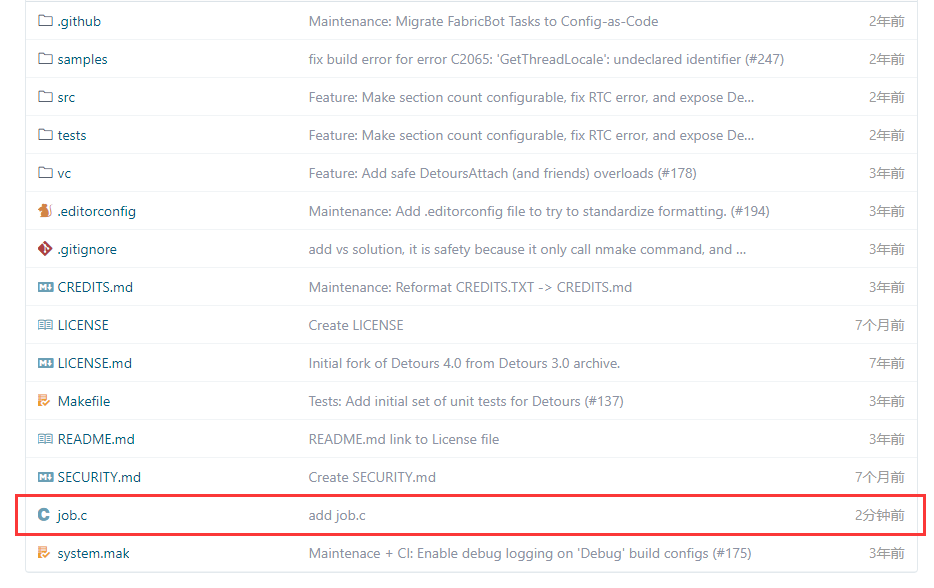 .github Maintenance: Migrate FabricBot Tasks to Config-as-Code 2年前
samples fix build error for error C2065: 'GetThreadLocale': undeclared identifier (#247) 2年前
src Feature: Make section count configurable, fix RTC error, and expose De... 2年前
tests Feature: Make section count configurable, fix RTC error, and expose De... 2年前
vc Feature: Add safe DetoursAttach (and friends) overloads (#178) 3年前
.editorconfig Maintenance: Add .editorconfig file to try to standardize formatting. (#194) 3年前
.gitignore add vs solution, it is safety because it only call nmake command, and ... 3年前
CREDITS.md Maintenance: Reformat CREDITS.TXT -> CREDITS.md 3年前
LICENSE Create LICENSE 7个月前
LICENSE.md Initial fork of Detours 4.0 from Detours 3.0 archive. 7年前
Makefile Tests: Add initial set of unit tests for Detours (#137) 3年前
README.md README.md link to License file 3年前
SECURITY.md Create SECURITY.md 7个月前
job.c add job.c 2分钟前
system.mak Maintenace + CI: Enable debug logging on 'Debug' build configs (#175) 3年前